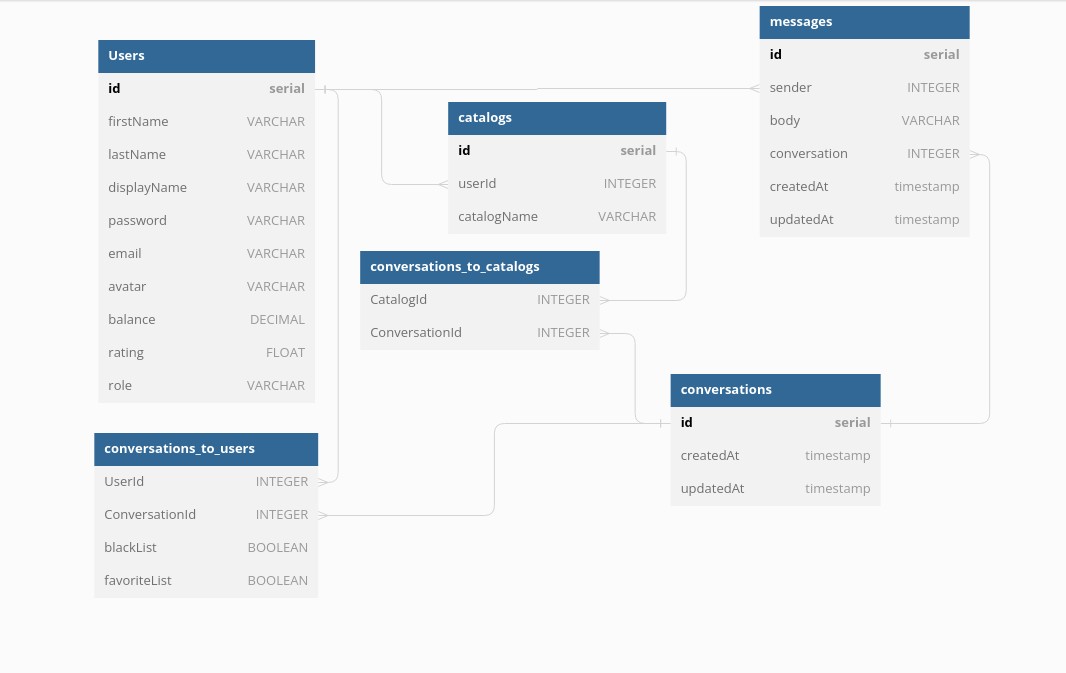 Users
id serial
firstName VARCHAR
lastName VARCHAR
displayName VARCHAR
password VARCHAR
email VARCHAR
avatar VARCHAR
balance DECIMAL
rating FLOAT
role VARCHAR
messages
id serial
sender INTEGER
body VARCHAR
conversation INTEGER
createdAt timestamp
updatedAt timestamp
catalogs
id serial
userId INTEGER
catalogName VARCHAR
conversations_to_catalogs
CatalogId INTEGER
ConversationId INTEGER
conversations
id serial
createdAt timestamp
updatedAt timestamp
conversations_to_users
UserId INTEGER
ConversationId INTEGER
blackList BOOLEAN
favoriteList BOOLEAN